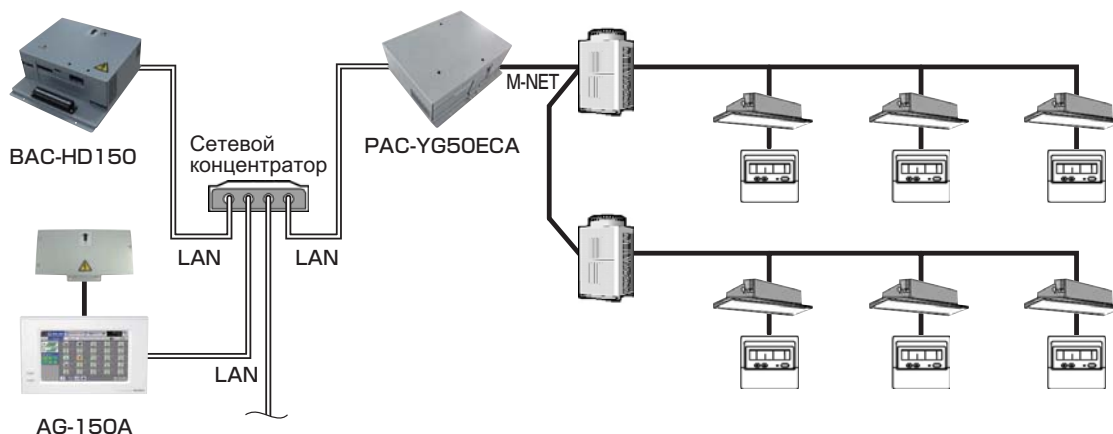 BAC-HD150
Сетевой
концентратор
PAC-YG50ECA
M-NET
LAN
LAN
LAN
AG-150A